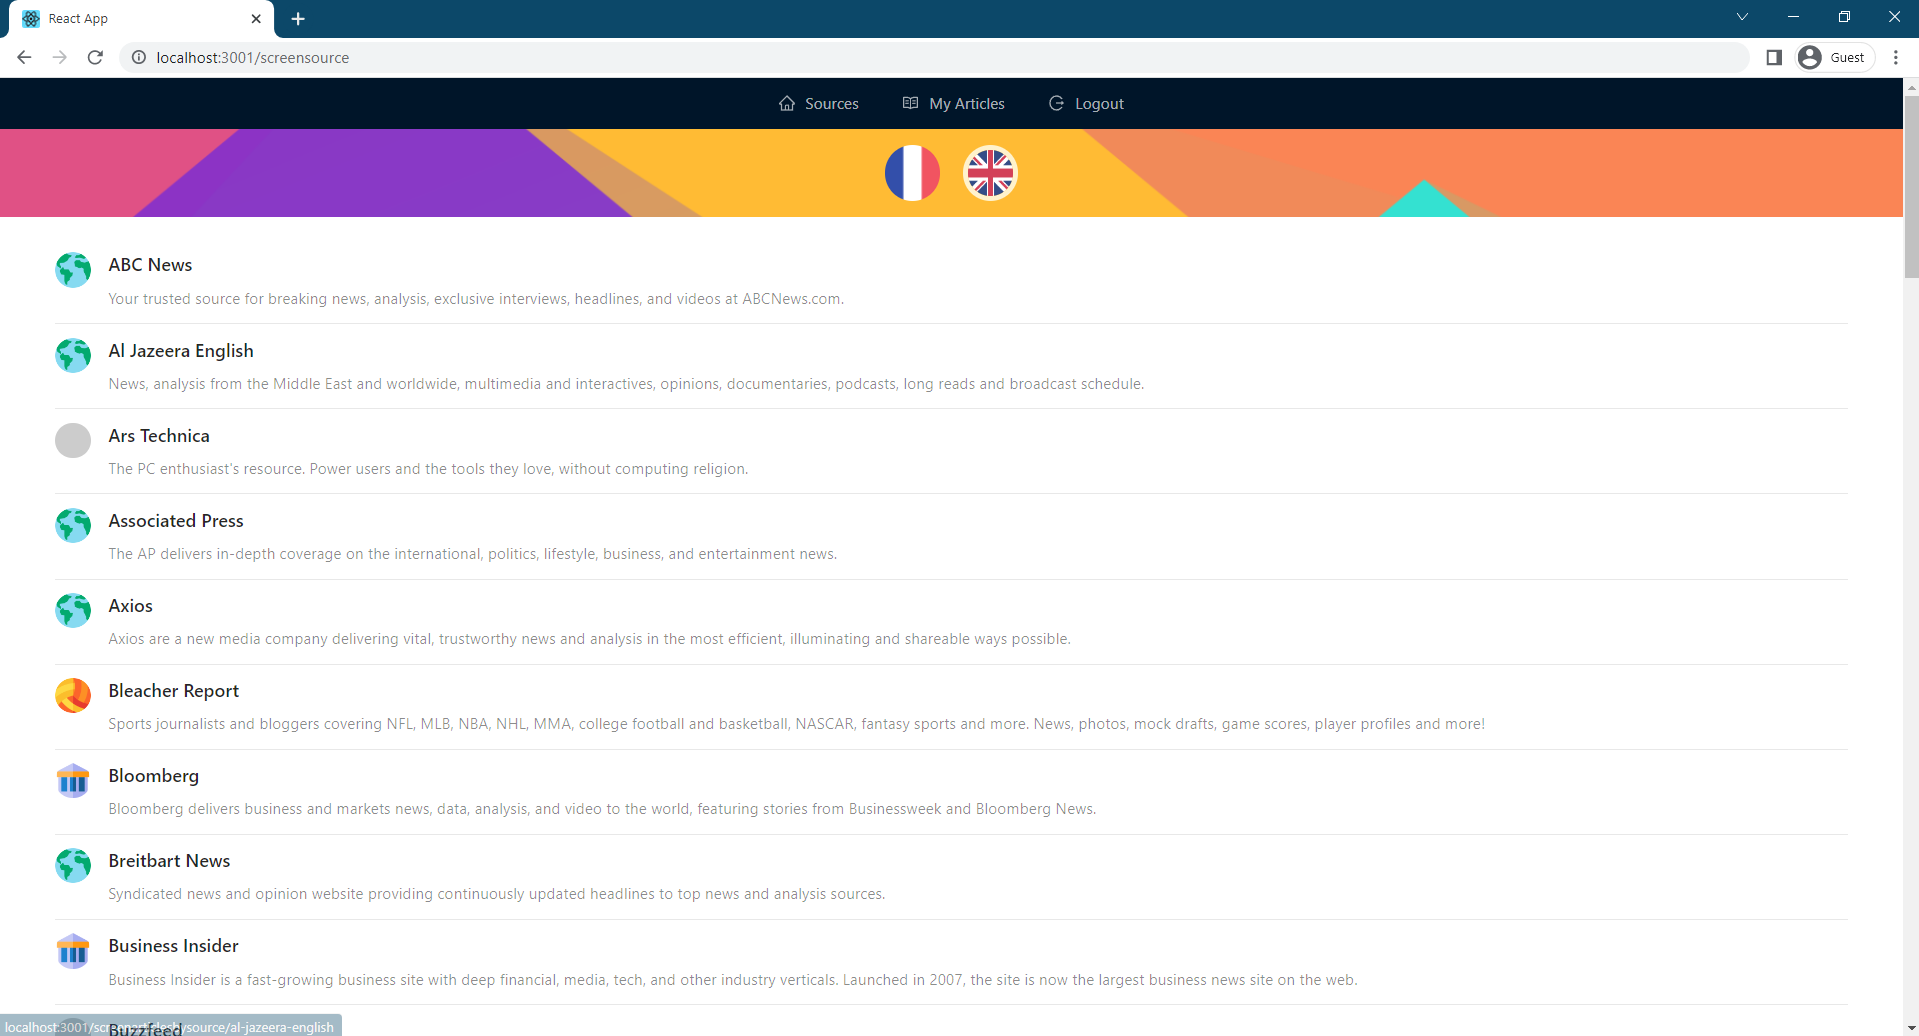 React App
localhost:3001/screensource
Guest
Sources
My Articles
Logout
ABC News
Your trusted source for breaking news, analysis, exclusive interviews, headlines, and videos at ABCNews.com.
Al Jazeera English
News, analysis from the Middle East and worldwide, multimedia and interactives, opinions, documentaries, podcasts, long reads and broadcast schedule.
Ars Technica
The PC enthusiast's resource. Power users and the tools they love, without computing religion.
Associated Press
The AP delivers in-depth coverage on the international, politics, lifestyle, business, and entertainment news.
Axios
Axios are a new media company delivering vital, trustworthy news and analysis in the most efficient, illuminating and shareable ways possible.
Bleacher Report
Sports journalists and bloggers covering NFL, MLB, NBA, NHL, MMA, college football and basketball, NASCAR, fantasy sports and more. News, photos, mock drafts, game scores, player profiles and more!
Bloomberg
Bloomberg delivers business and markets news, data, analysis, and video to the world, featuring stories from Businessweek and Bloomberg News.
Breitbart News
Syndicated news and opinion website providing continuously updated headlines to top news and analysis sources.
Business Insider
Business Insider is a fast-growing business site with deep financial, media, tech, and other industry verticals. Launched in 2007, the site is now the largest business news site on the web.
Buzzfeed